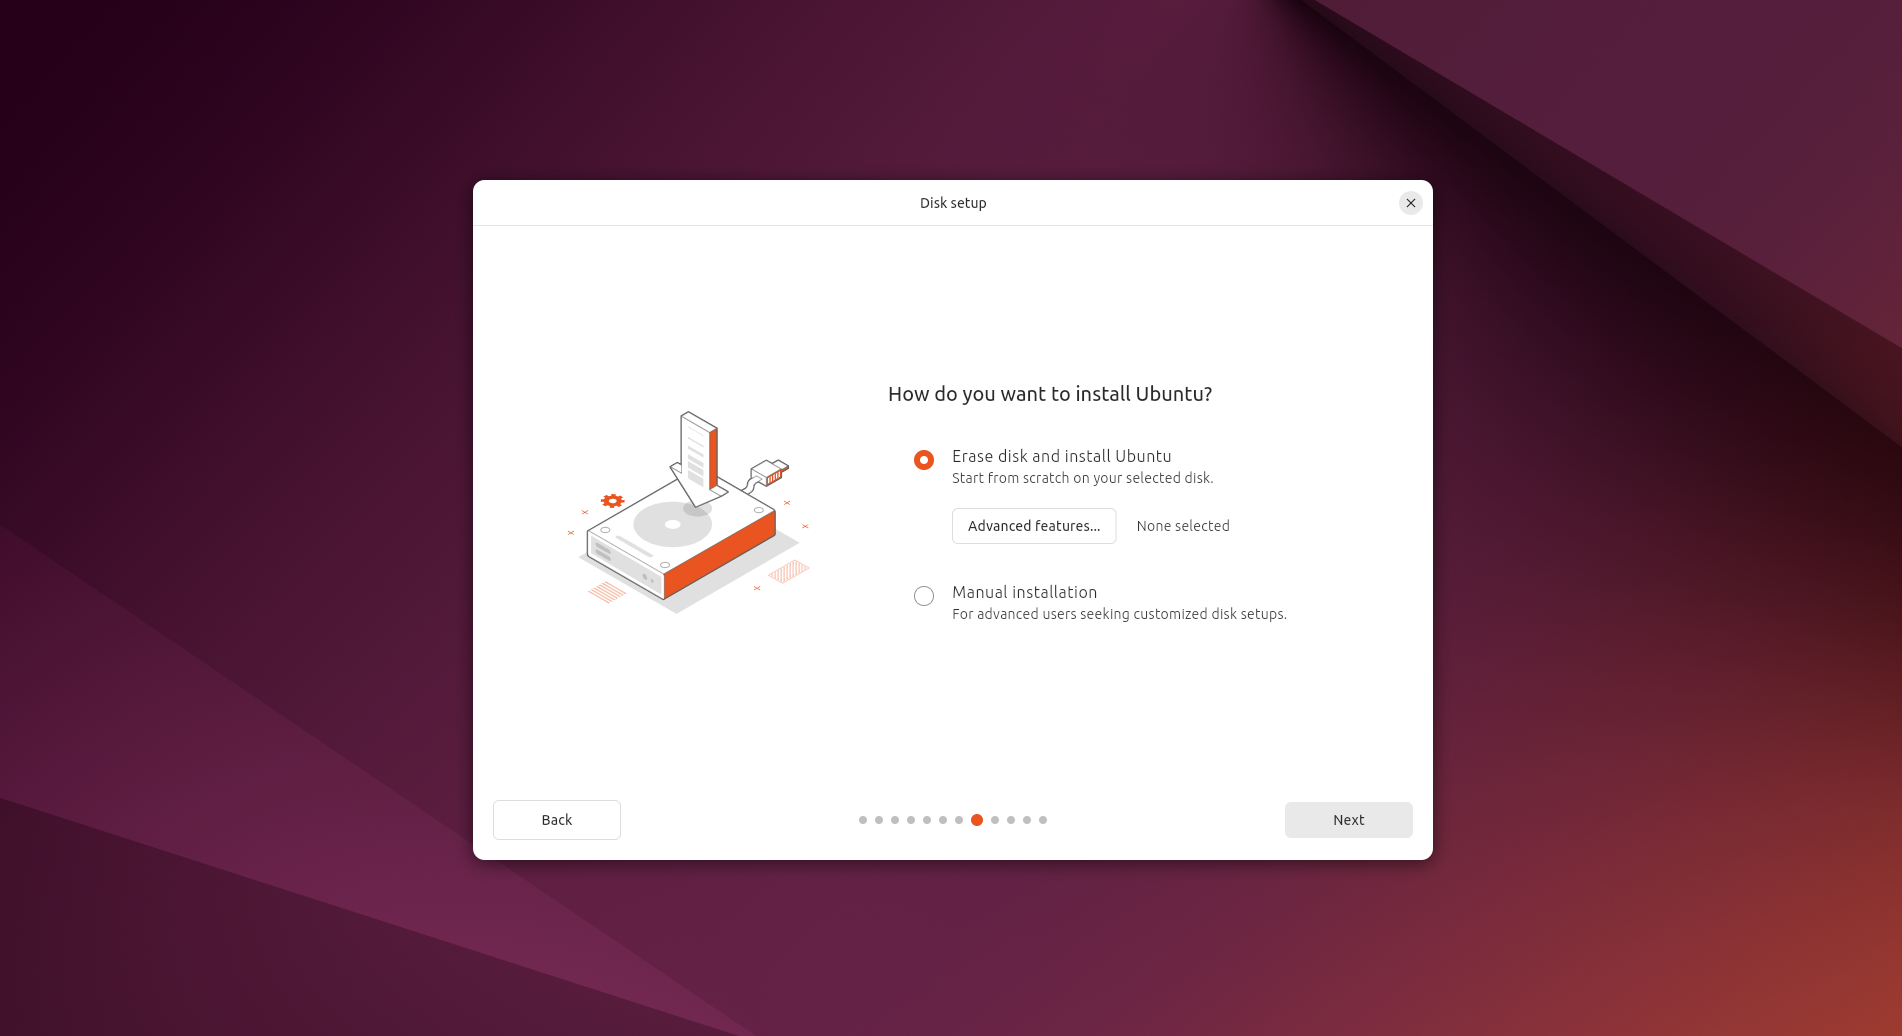 Disk setup
How do you want to install Ubuntu?
Erase disk and install Ubuntu
Start from scratch on your selected disk.
Advanced features... None selected
Manual installation
For advanced users seeking customized disk setups.
Back Next